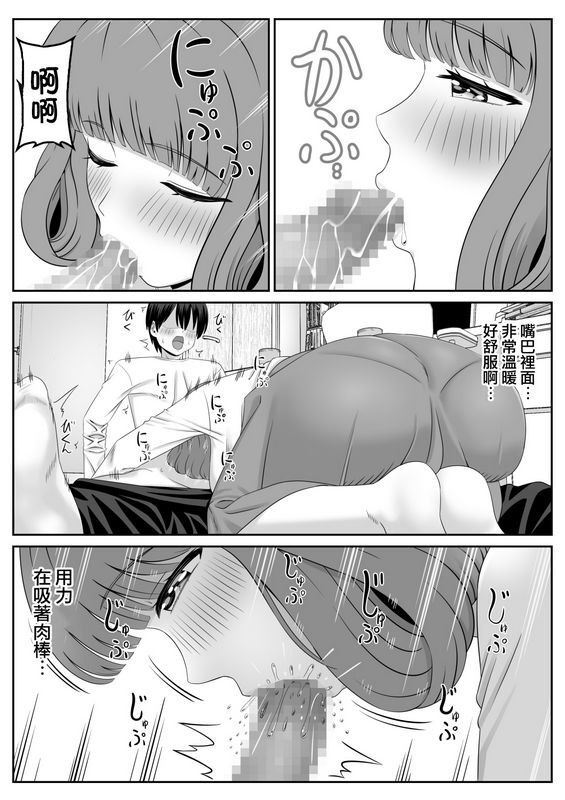 かぷ…
にゅぷぷ
啊啊
嘴巴裡面…
非常溫暖
好舒服啊…
びく
びく
びくん
にゅぷ
にゅぷ
にゅぷ
にゅぷ
用力
在吸著肉棒…
じゅぷ
じゅぷ
じゅぷ
じゅぷ
じゅぷ